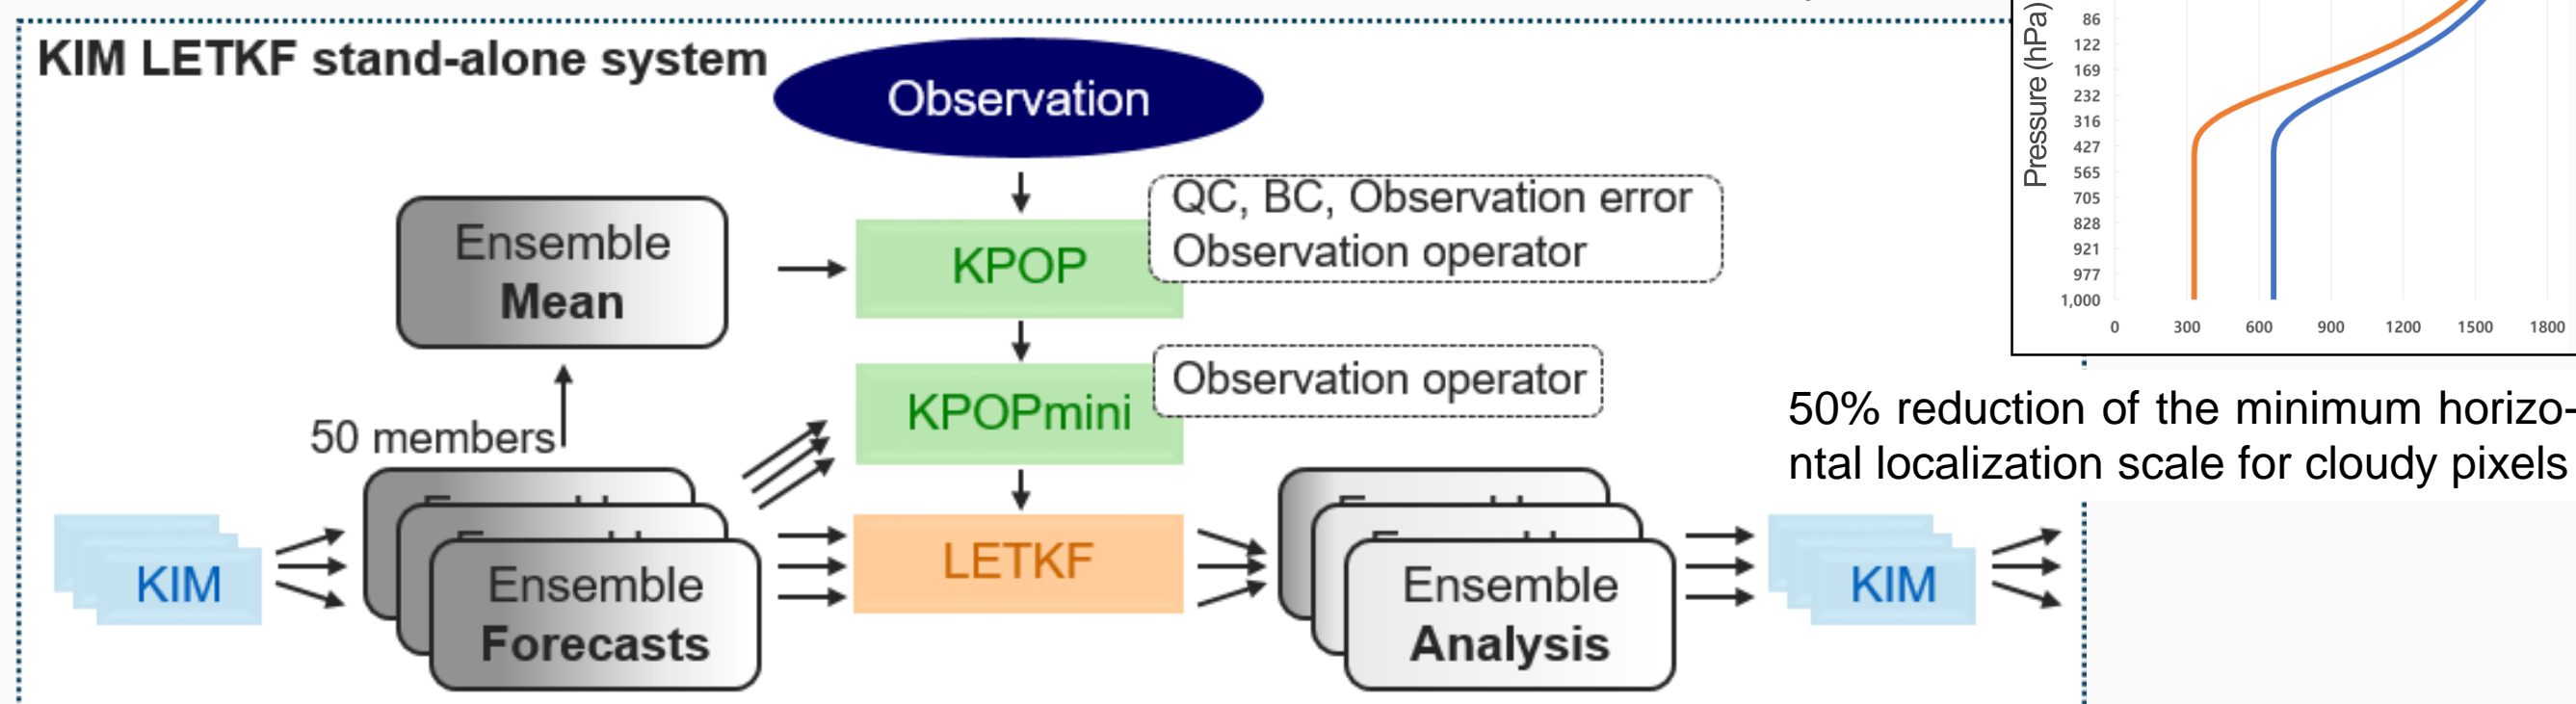 KIM LETKF stand-alone system
Observation
QC, BC, Observation error
Observation operator
Ensemble
Mean
KPOP
Observation operator
KPOPmini
50 members
KIM
Ensemble
Forecasts
LETKF
Ensemble
Analysis
KIM
Pressure (hPa)
86
122
169
232
316
427
565
705
828
921
977
1,000
0 300 600 900 1200 1500 1800
50% reduction of the minimum horizo-
ntal localization scale for cloudy pixels